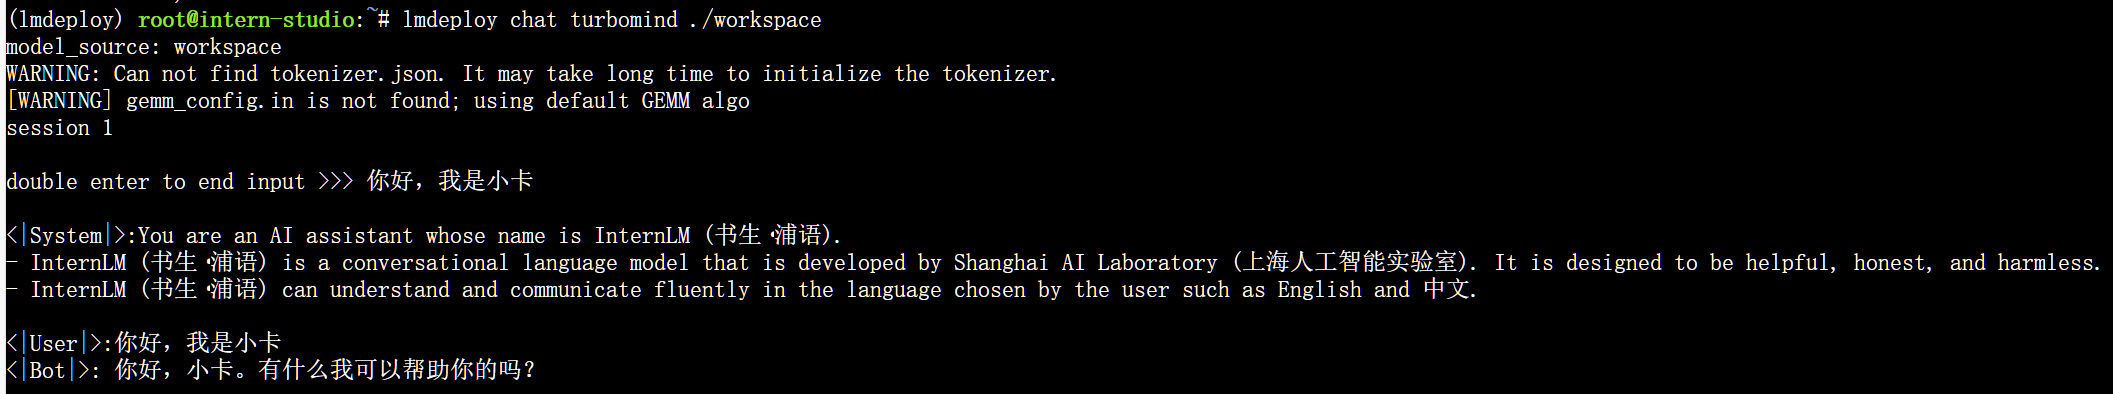 (lmdeploy) root@intern-studio:~# lmdeploy chat turbomind ./workspace
model_source: workspace
WARNING: Can not find tokenizer.json. It may take long time to initialize the tokenizer.
[WARNING] gemm_config.in is not found; using default GEMM algo
session 1
double enter to end input >>> 你好，我是小卡
<|System|>:You are an AI assistant whose name is InternLM (书生·浦语).
- InternLM (书生·浦语) is a conversational language model that is developed by Shanghai AI Laboratory (上海人工智能实验室). It is designed to be helpful, honest, and harmless.
- InternLM (书生·浦语) can understand and communicate fluently in the language chosen by the user such as English and 中文.
<|User|>:你好，我是小卡
<|Bot|>: 你好，小卡。有什么我可以帮助你的吗？